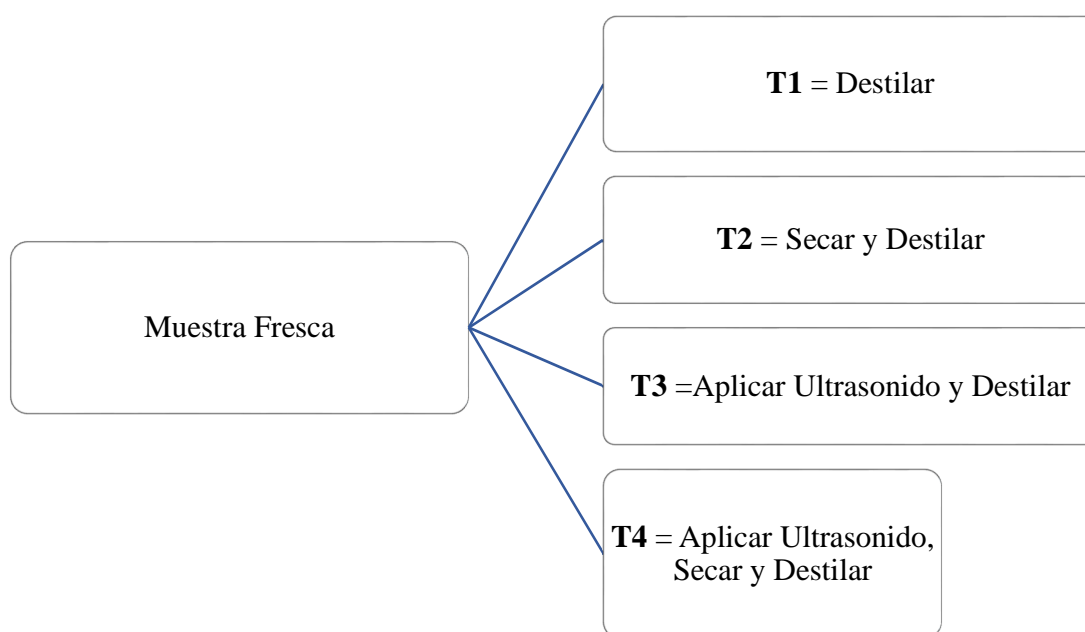 T1 = Destilar
T2 = Secar y Destilar
Muestra Fresca
T3 =Aplicar Ultrasonido y Destilar
T4 = Aplicar Ultrasonido,
Secar y Destilar